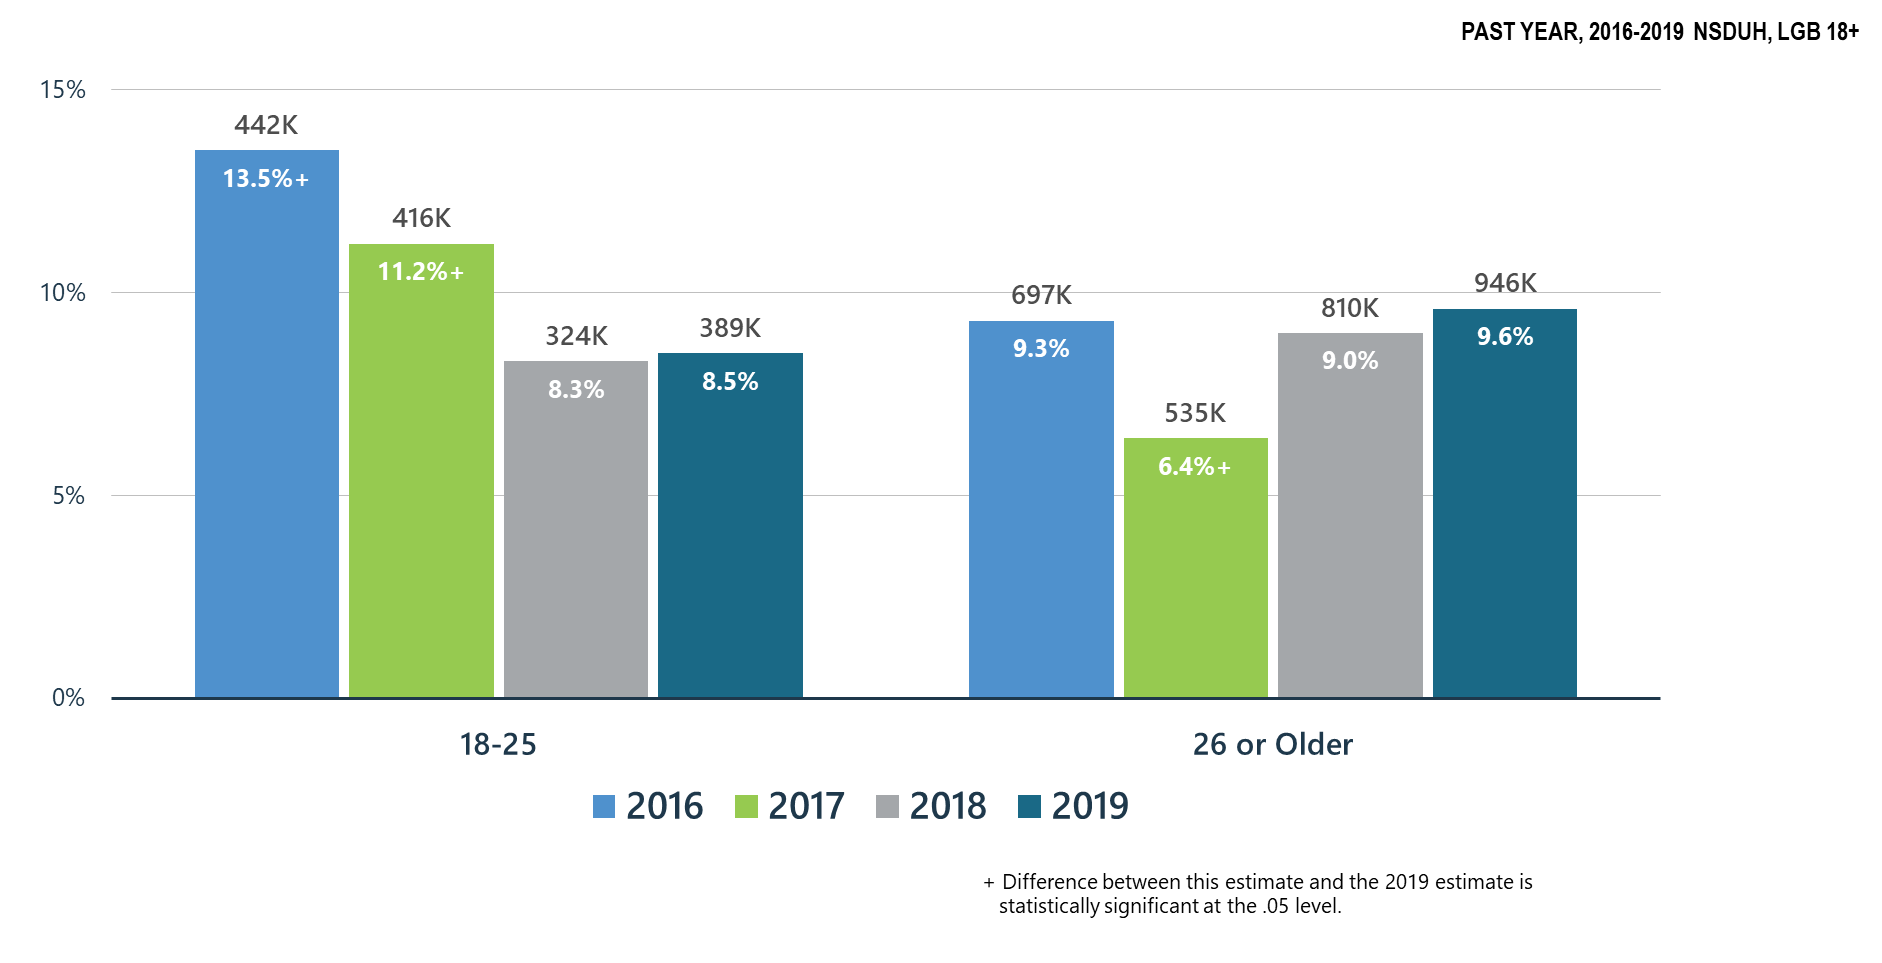 PAST YEAR, 2016-2019 NSDUH, LGB 18+
15%
10%
5%
0%
442K
13.5%+
416K
11.2%+
324K
8.3%
389K
8.5%
697K
9.3%
535K
6.4%+
810K
9.0%
946K
9.6%
18-25
26 or Older
2016 2017 2018 2019
+ Difference between this estimate and the 2019 estimate is
statistically significant at the .05 level.